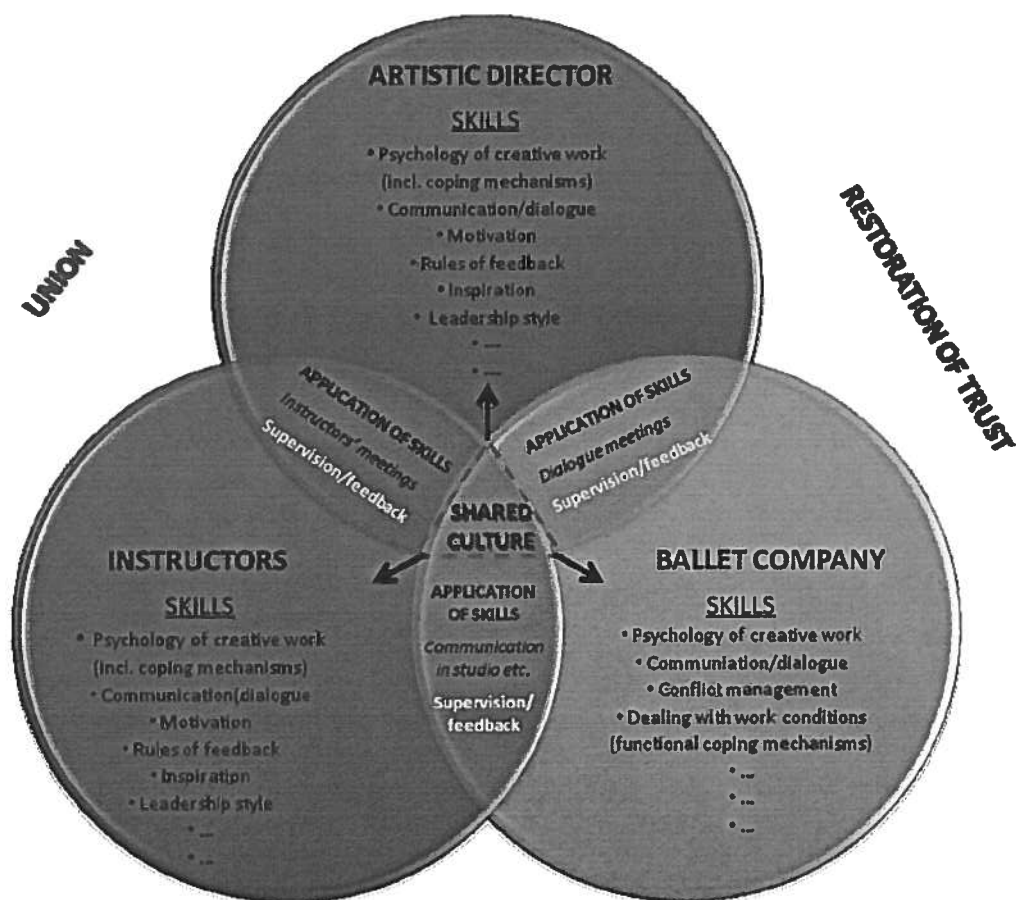 ARTISTIC DIRECTOR
SKILLS
• Psychology of creative work
(incl. coping mechanisms)
• Communication/dialogue
• Motivation
• Rules of feedback
• Inspiration
• Leadership style
• ...
• ...
UNION
RESTORATION OF TRUST
APPLICATION OF SKILLS
Instructors' meetings
Supervision/feedback
APPLICATION OF SKILLS
Dialogue meetings
Supervision/feedback
SHARED
CULTURE
APPLICATION
OF SKILLS
Communication
in studio etc.
Supervision/
feedback
INSTRUCTORS
SKILLS
• Psychology of creative work
(incl. coping mechanisms)
• Communication(dialogue
• Motivation
• Rules of feedback
• Inspiration
• Leadership style
• ...
• ...
BALLET COMPANY
SKILLS
• Psychology of creative work
• Communiation/dialogue
• Conflict management
• Dealing with work conditions
(functional coping mechanisms)
• ...
• ...
• ...